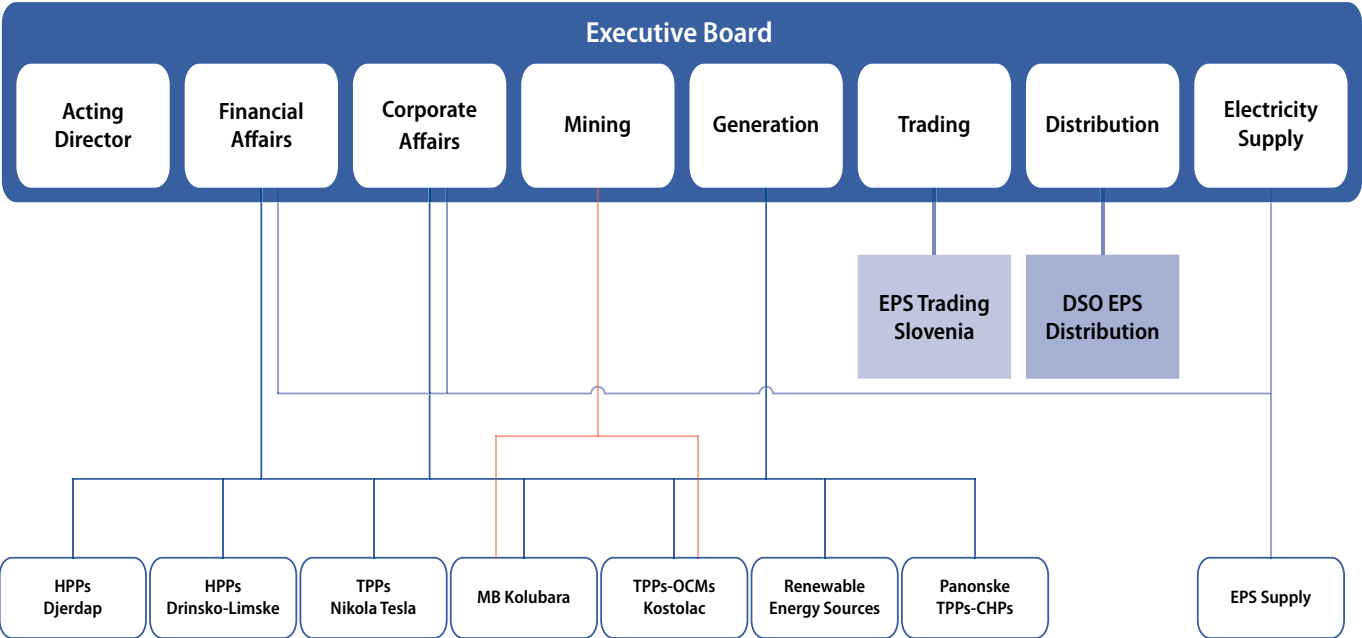 Executive Board
Acting
Director
Financial
Affairs
Corporate
Affairs
Mining
Generation
Trading
Distribution
Electricity
Supply
EPS Trading
Slovenia
DSO EPS
Distribution
HPPs
Djerdap
HPPs
Drinsko-Limske
TPPs
Nikola Tesla
MB Kolubara
TPPs-OCMs
Kostolac
Renewable
Energy Sources
Panonske
TPPs-CHPs
EPS Supply